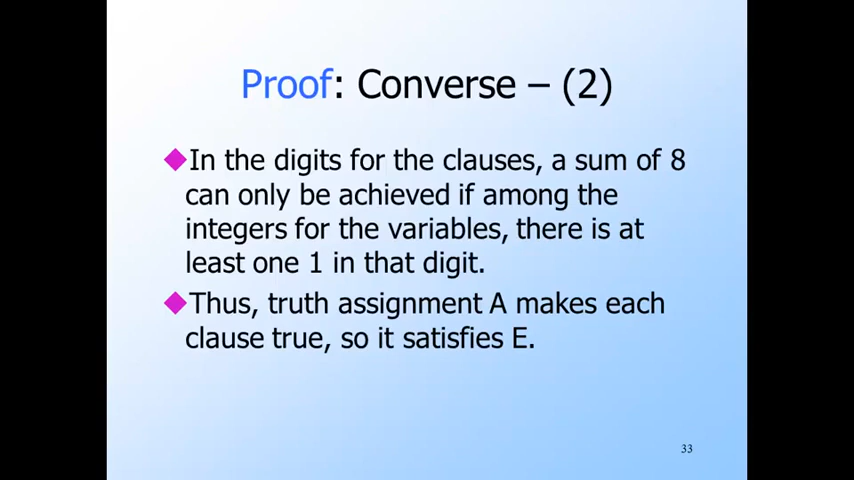 Proof: Converse – (2)
◆In the digits for the clauses, a sum of 8
can only be achieved if among the
integers for the variables, there is at
least one 1 in that digit.
◆Thus, truth assignment A makes each
clause true, so it satisfies E.
33